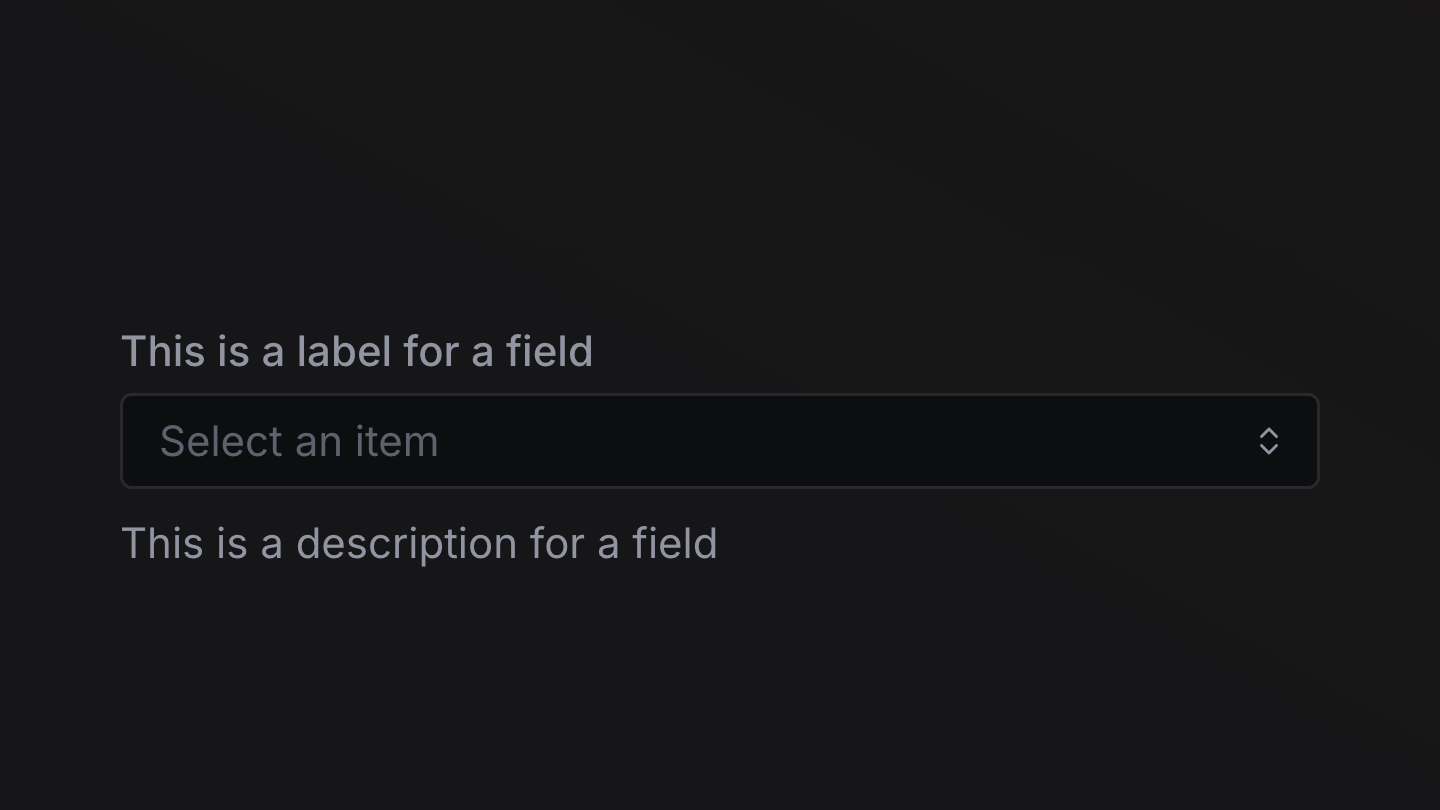 This is a label for a field
Select an item
This is a description for a field